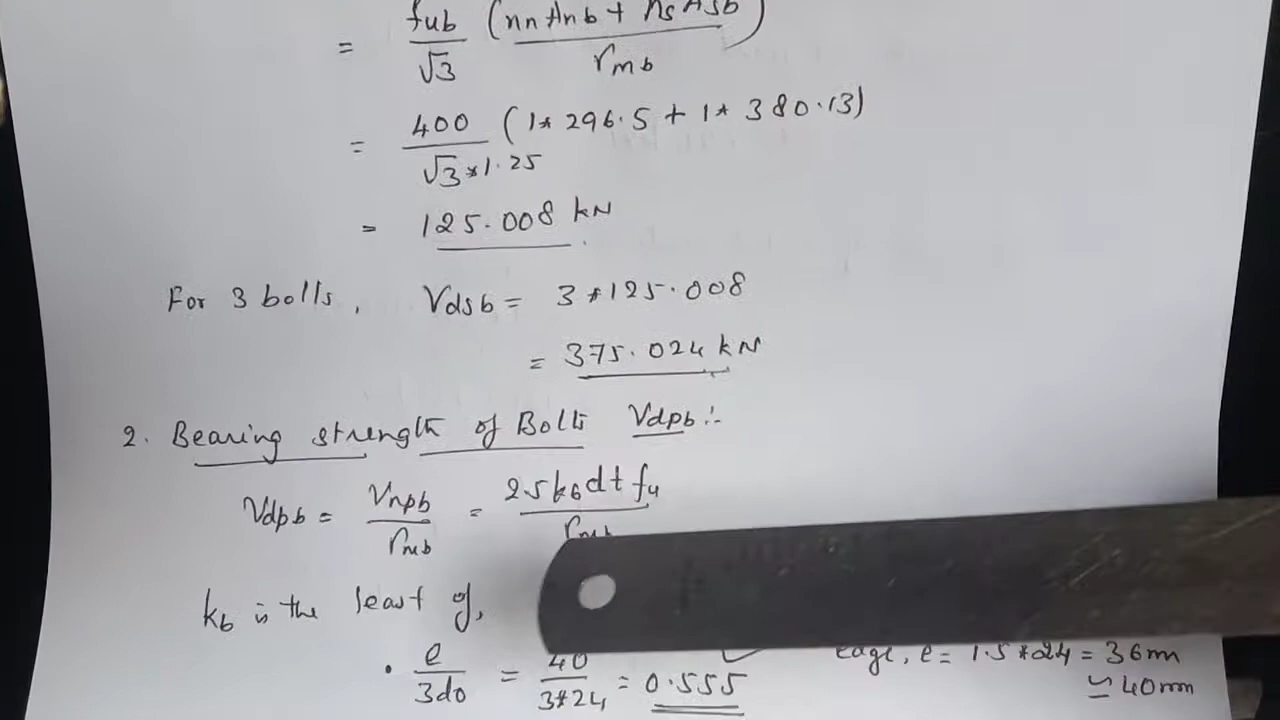 = fub/√3 (nn Anb + ns Asb)/γmb
= 400/√3*1.25 (1* 296.5 + 1* 380.13)
= 125.008 kN
For 3 bolts, Vdsb = 3*125.008
= 375.024 kN
2. Bearing strength of Bolts Vdpb :-
Vdpb = Vnpb/γmb = 2.5kbdt fu/γmb
kb is the least of,
• e/3do = 40/3*24 = 0.555 edge, e = 1.5*24 = 36mm
≃ 40mm